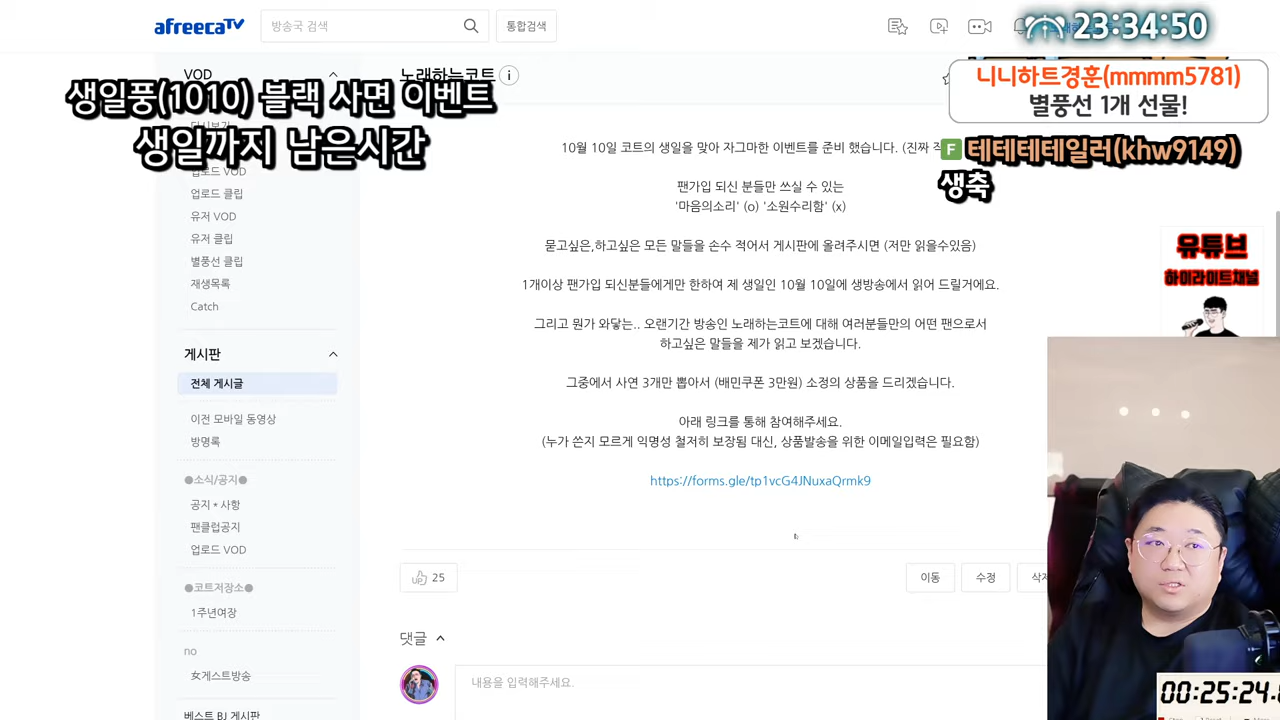 afreecaTV
방송국 검색
통합검색
23:34:50
VOD
노래하는코트
생일풍(1010) 블랙 사면 이벤트
생일까지 남은시간
니니하트경훈(mmmm5781)
별풍선 1개 선물!
F 테테테테일러(khw9149)
생축
다시보기
업로드 VOD
업로드 클립
유저 VOD
유저 클립
별풍선 클립
재생목록
Catch
게시판
전체 게시글
이전 모바일 동영상
방명록
●소식/공지●
공지 * 사항
팬클럽공지
업로드 VOD
●코트저장소●
1주년여장
no
女게스트방송
베스트 BJ 게시판
10월 10일 코트의 생일을 맞아 자그마한 이벤트를 준비 했습니다. (진짜
팬가입 되신 분들만 쓰실 수 있는
'마음의소리' (o) '소원수리함' (x)
묻고싶은,하고싶은 모든 말들을 손수 적어서 게시판에 올려주시면 (저만 읽을수있음)
1개이상 팬가입 되신분들에게만 한하여 제 생일인 10월 10일에 생방송에서 읽어 드릴거에요.
그리고 뭔가 와닿는.. 오랜기간 방송인 노래하는코트에 대해 여러분들만의 어떤 팬으로서
하고싶은 말들을 제가 읽고 보겠습니다.
그중에서 사연 3개만 뽑아서 (배민쿠폰 3만원) 소정의 상품을 드리겠습니다.
아래 링크를 통해 참여해주세요.
(누가 쓴지 모르게 익명성 철저히 보장됨 대신, 상품발송을 위한 이메일입력은 필요함)
https://forms.gle/tp1vcG4JNuxaQrmk9
UP 25
이동
수정
삭제
댓글
내용을 입력해주세요.
유튜브
하이라이트채널
00:25:24